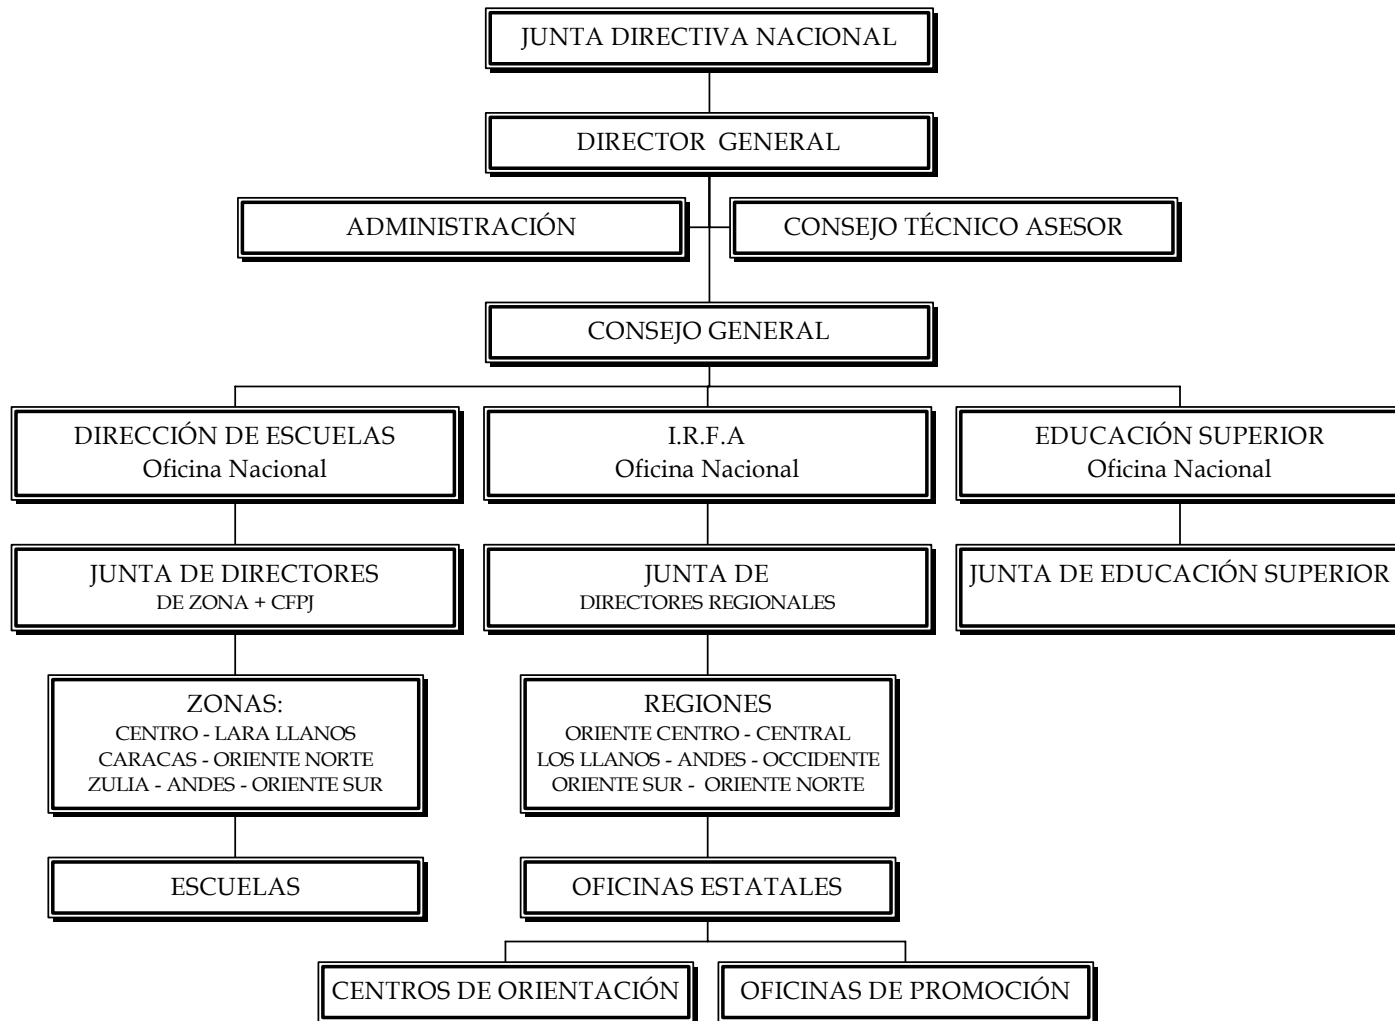 JUNTA DIRECTIVA NACIONAL
DIRECTOR GENERAL
ADMINISTRACIÓN
CONSEJO TÉCNICO ASESOR
CONSEJO GENERAL
DIRECCIÓN DE ESCUELAS
Oficina Nacional
I.R.F.A
Oficina Nacional
EDUCACIÓN SUPERIOR
Oficina Nacional
JUNTA DE DIRECTORES
DE ZONA + CFPJ
JUNTA DE
DIRECTORES REGIONALES
JUNTA DE EDUCACIÓN SUPERIOR
ZONAS:
CENTRO - LARA LLANOS
CARACAS - ORIENTE NORTE
ZULIA - ANDES - ORIENTE SUR
REGIONES
ORIENTE CENTRO - CENTRAL
LOS LLANOS - ANDES - OCCIDENTE
ORIENTE SUR - ORIENTE NORTE
ESCUELAS
OFICINAS ESTATALES
CENTROS DE ORIENTACIÓN
OFICINAS DE PROMOCIÓN